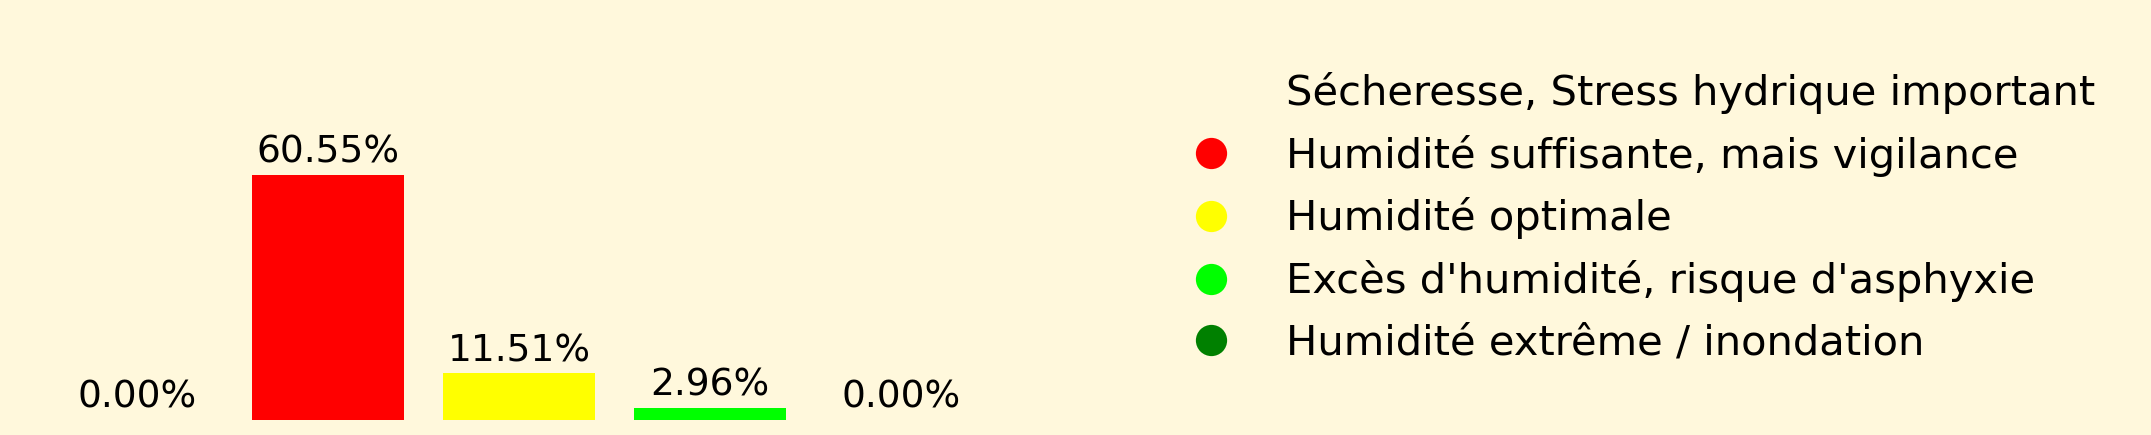 0.00%
60.55%
11.51%
2.96%
0.00%
Sécheresse, Stress hydrique important
Humidité suffisante, mais vigilance
Humidité optimale
Excès d'humidité, risque d'asphyxie
Humidité extrême / inondation